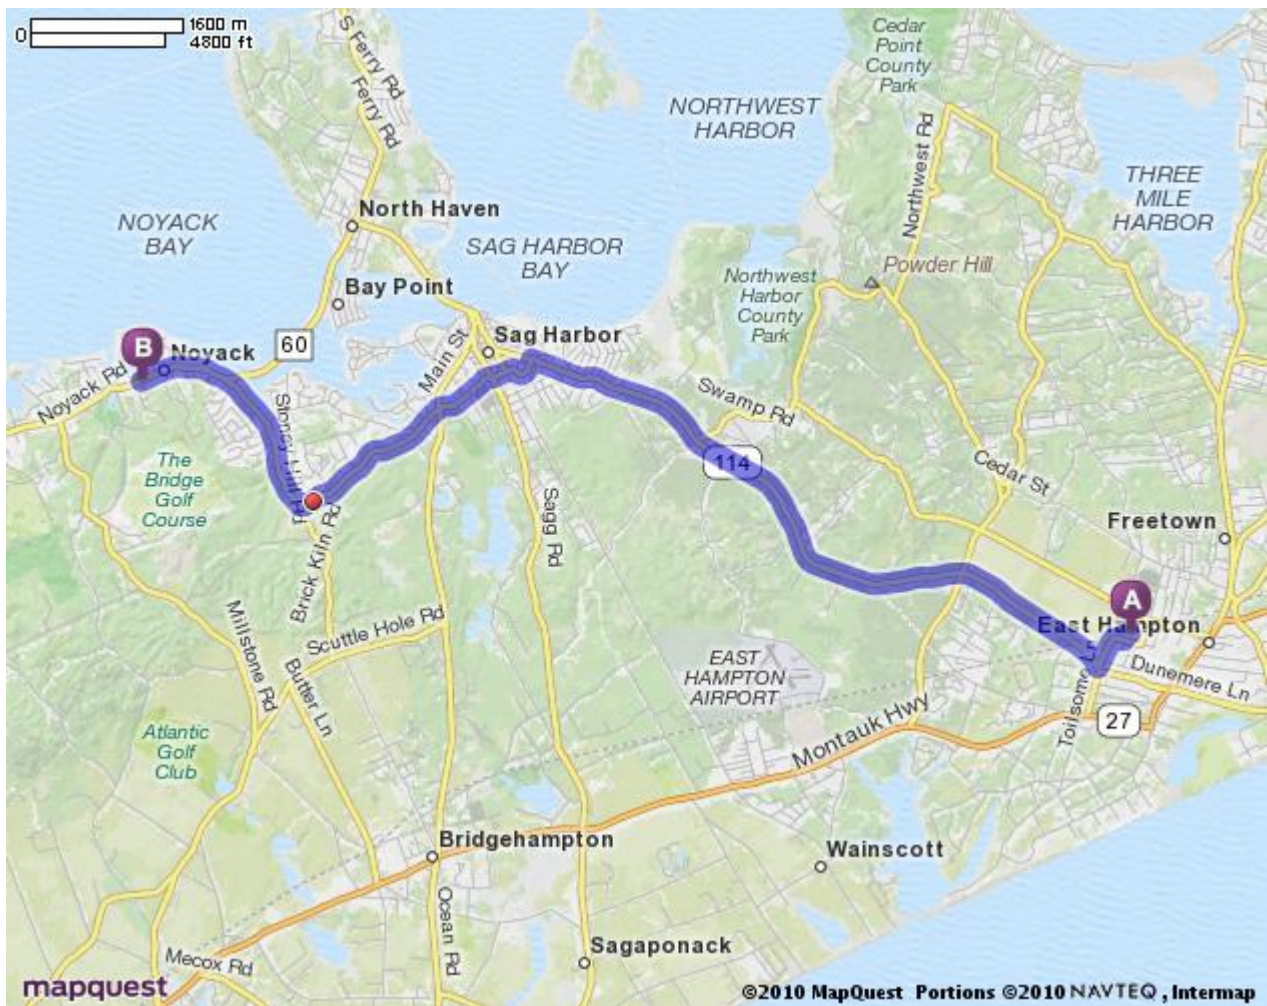 0
1600 m
4800 ft
S Ferry Rd
Ferry Rd
Cedar
Point
County
Park
NORTHWEST
HARBOR
Northwest Rd
THREE
MILE
HARBOR
NOYACK
BAY
North Haven
SAG HARBOR
BAY
Northwest
Harbor
County
Park
Powder Hill
Bay Point
B
Noyack
60
Main St
Sag Harbor
Noyack Rd
Stoney Hill Rd
Swamp Rd
114
Cedar St
The
Bridge
Golf
Course
Brick Kiln Rd
Sagg Rd
Freetown
A
East Hampton
Millstone Rd
Scuttle Hole Rd
Butter Ln
EAST
HAMPTON
AIRPORT
Toilsome Ln
Dunemere Ln
27
Montauk Hwy
Atlantic
Golf
Club
Bridgehampton
Wainscott
Ocean Rd
Sagaponack
Mecox Rd
mapquest
©2010 MapQuest Portions ©2010 NAVTEQ, Intermap